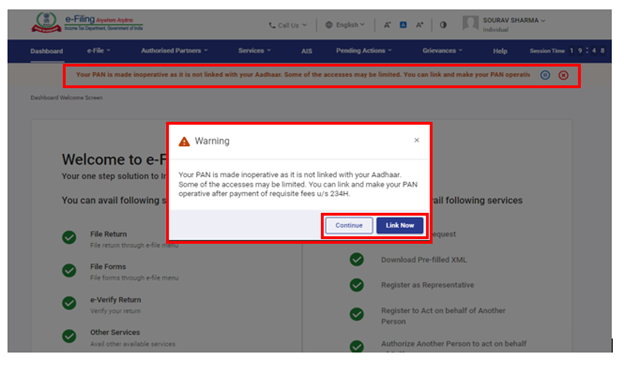 e-Filing Anywhere Anytime
Income Tax Department, Government of India
Call Us
English
A-
A
A+
SOURAV SHARMA
Individual
Dashboard
e-File
Authorised Partners
Services
AIS
Pending Actions
Grievances
Help
Session Time 1 9 : 4 8
Your PAN is made inoperative as it is not linked with your Aadhaar. Some of the accesses may be limited. You can link and make your PAN operativ
Dashboard Welcome Screen
Warning
Your PAN is made inoperative as it is not linked with your Aadhaar.
Some of the accesses may be limited. You can link and make your PAN
operative after payment of requisite fees u/s 234H.
Continue
Link Now
Welcome to e-F
Your one step solution to
You can avail following s
File Return
File return through e-file menu
File Forms
File forms through e-file menu
e-Verify Return
Verify your return
Other Services
Avail other available services
ail following services
equest
Download Pre-filled XML
Register as Representative
Register to Act on behalf of Another
Person
Authorize Another Person to act on behalf